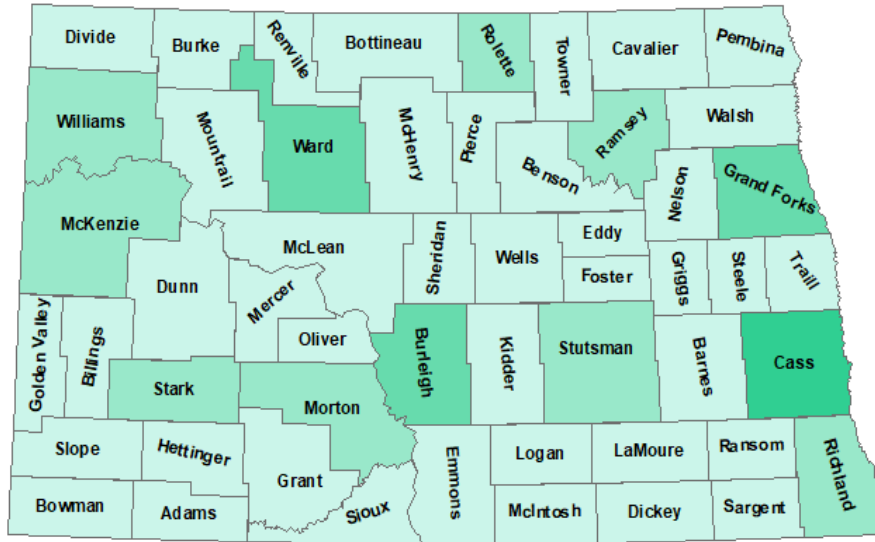 Divide
Burke
Renville
Bottineau
Rolette
Towner
Cavalier
Pembina
Williams
Mountrail
Ward
McHenry
Pierce
Benson
Ramsey
Walsh
McKenzie
Nelson
Grand Forks
Dunn
McLean
Mercer
Oliver
Sheridan
Wells
Eddy
Foster
Griggs
Steele
Traill
Golden Valley
Billings
Stark
Morton
Burleigh
Kidder
Stutsman
Barnes
Cass
Slope
Hettinger
Grant
Emmons
Logan
LaMoure
Ransom
Richland
Bowman
Adams
Sioux
McIntosh
Dickey
Sargent